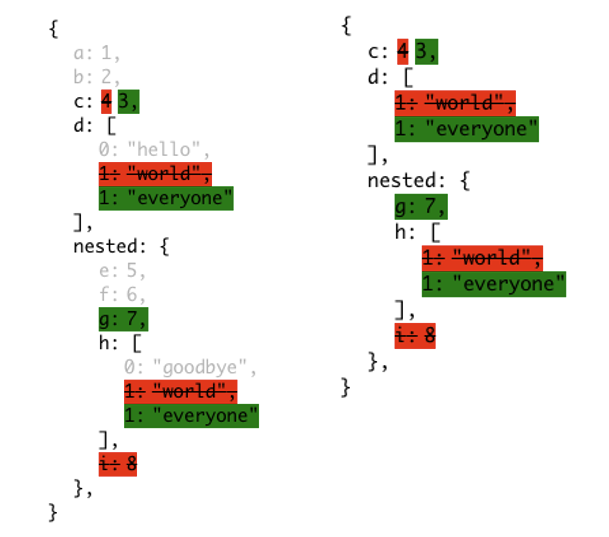 {
a: 1,
b: 2,
c: 4 3,
d: [
0: "hello",
1: "world",
1: "everyone"
],
nested: {
e: 5,
f: 6,
g: 7,
h: [
0: "goodbye",
1: "world",
1: "everyone"
],
i: 8
},
}
{
c: 4 3,
d: [
1: "world",
1: "everyone"
],
nested: {
g: 7,
h: [
1: "world",
1: "everyone"
],
i: 8
},
}